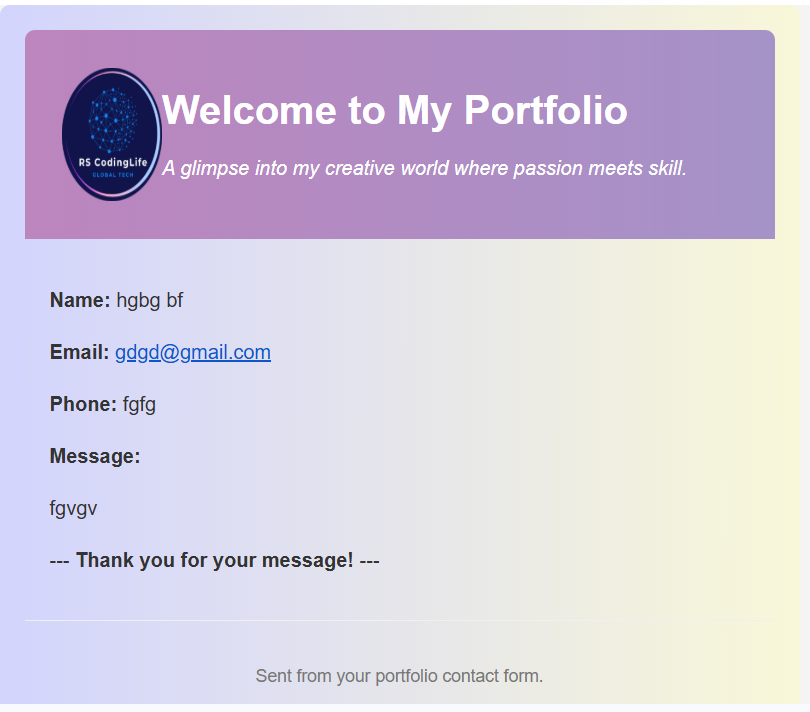 Welcome to My Portfolio
RS CodingLife
GLOBAL TECH
A glimpse into my creative world where passion meets skill.
Name: hgbg bf
Email: gdgd@gmail.com
Phone: fgfg
Message:
fgvgv
--- Thank you for your message! ---
Sent from your portfolio contact form.